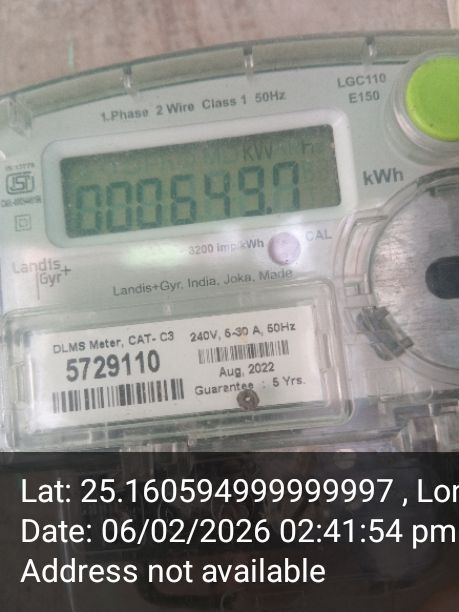 LGC110
E150
1.Phase 2 Wire Class 1 50Hz
kW
000649.7
kWh
3200 imp/kWh
CAL
Landis
Gyr+
Landis+Gyr, India, Joka, Made
DLMS Meter, CAT- C3
240V, 5-30 A, 50Hz
5729110
Aug, 2022
Guarantee : 5 Yrs.
Lat: 25.160594999999997 , Lon
Date: 06/02/2026 02:41:54 pm
Address not available